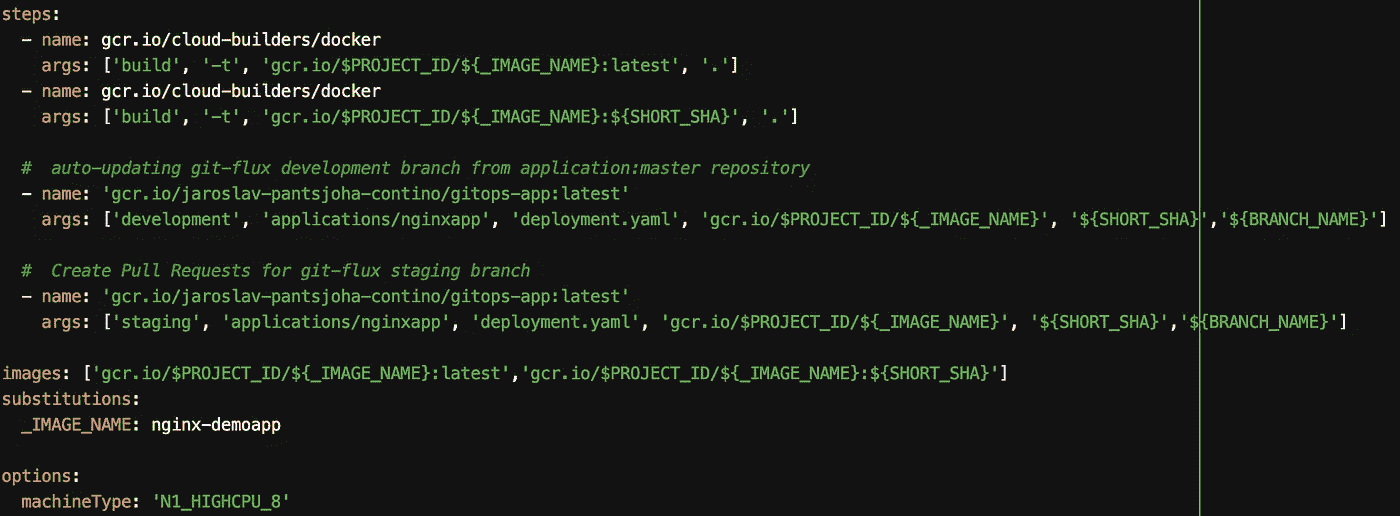 steps:
  - name: gcr.io/cloud-builders/docker
    args: ['build', '-t', 'gcr.io/$PROJECT_ID/${_IMAGE_NAME}:latest', '.']
  - name: gcr.io/cloud-builders/docker
    args: ['build', '-t', 'gcr.io/$PROJECT_ID/${_IMAGE_NAME}:${SHORT_SHA}', '.']

  #  auto-updating git-flux development branch from application:master repository
  - name: 'gcr.io/jaroslav-pantsjoha-contino/gitops-app:latest'
    args: ['development', 'applications/nginxapp', 'deployment.yaml', 'gcr.io/$PROJECT_ID/${_IMAGE_NAME}', '${SHORT_SHA}','${BRANCH_NAME}']

  #  Create Pull Requests for git-flux staging branch
  - name: 'gcr.io/jaroslav-pantsjoha-contino/gitops-app:latest'
    args: ['staging', 'applications/nginxapp', 'deployment.yaml', 'gcr.io/$PROJECT_ID/${_IMAGE_NAME}', '${SHORT_SHA}','${BRANCH_NAME}']

images: ['gcr.io/$PROJECT_ID/${_IMAGE_NAME}:latest','gcr.io/$PROJECT_ID/${_IMAGE_NAME}:${SHORT_SHA}']
substitutions:
  _IMAGE_NAME: nginx-demoapp

options:
  machineType: 'N1_HIGHCPU_8'